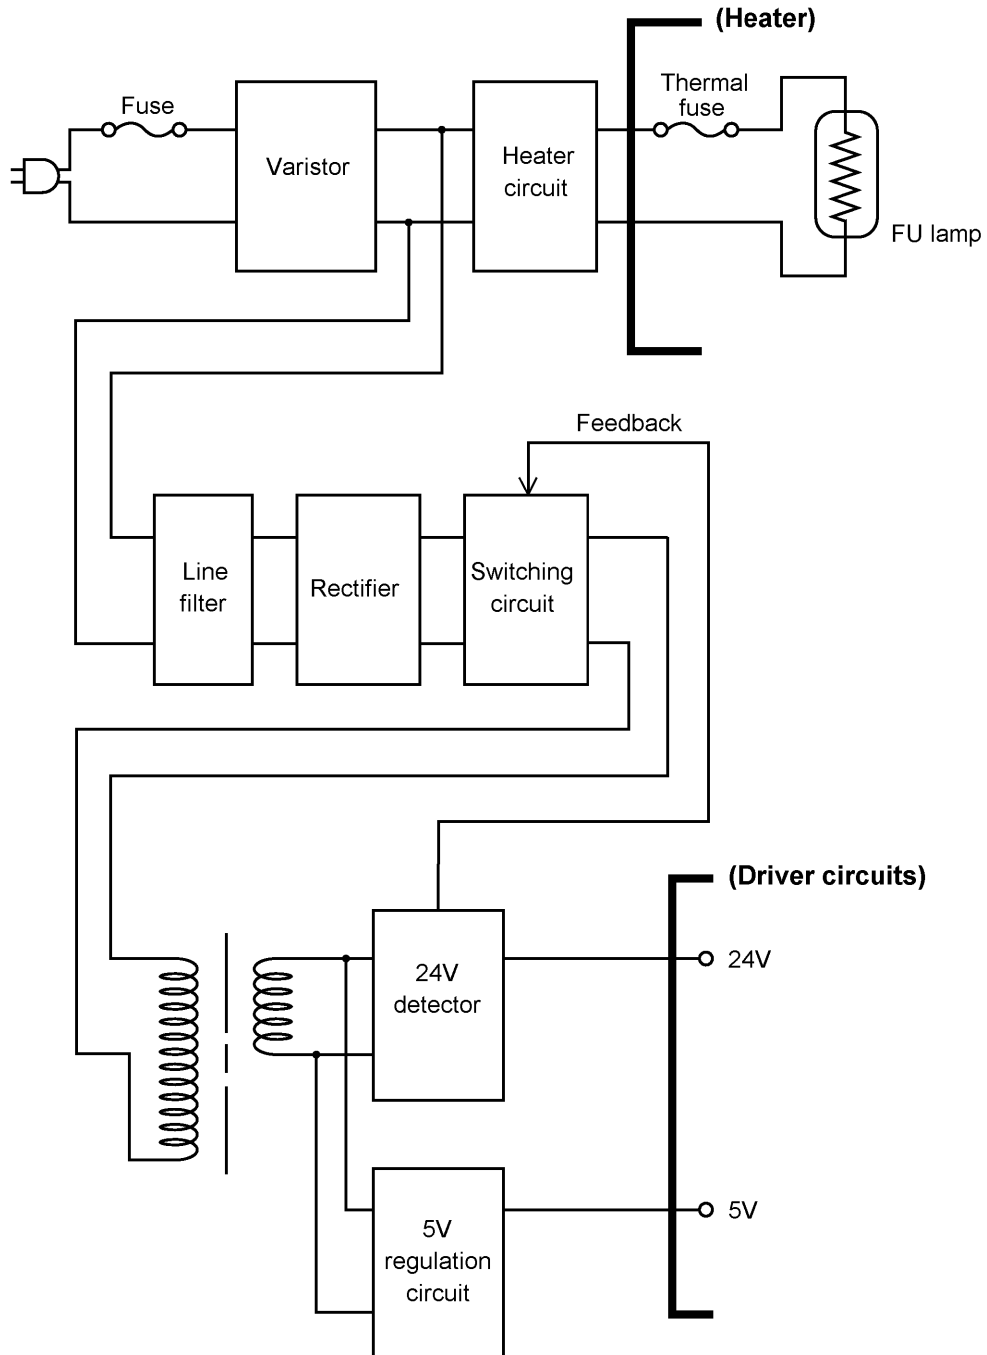 (Heater)
Fuse
Thermal
fuse
Varistor
Heater
circuit
FU lamp
Feedback
Line
filter
Rectifier
Switching
circuit
(Driver circuits)
24V
detector
24V
5V
regulation
circuit
5V